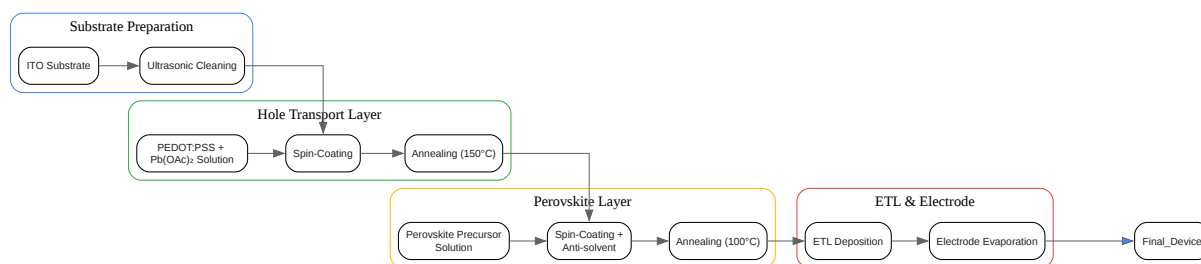 Substrate Preparation
ITO Substrate
Ultrasonic Cleaning
Hole Transport Layer
PEDOT:PSS +
Pb(OAc)₂ Solution
Spin-Coating
Annealing (150°C)
Perovskite Layer
Perovskite Precursor
Solution
Spin-Coating +
Anti-solvent
Annealing (100°C)
ETL & Electrode
ETL Deposition
Electrode Evaporation
Final_Device